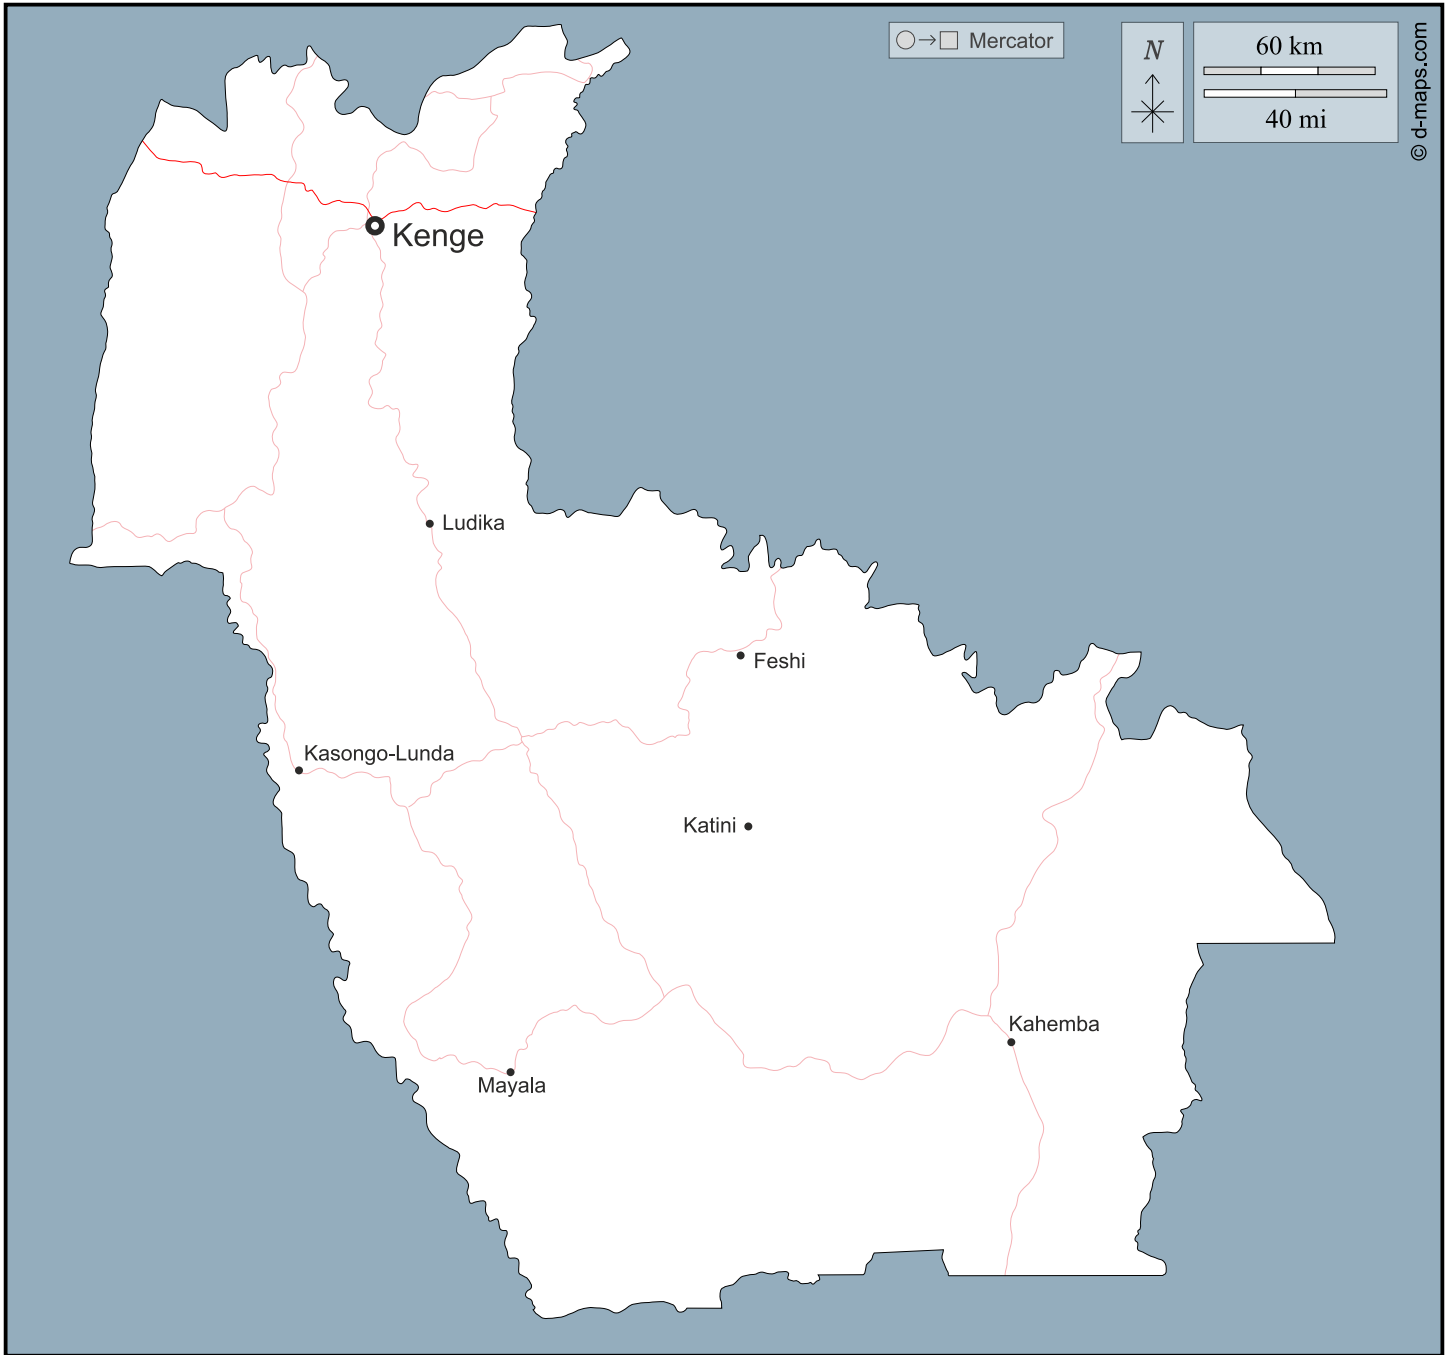 Mercator
N
60 km
40 mi
© d-maps.com
Kenge
Ludika
Feshi
Kasongo-Lunda
Katini
Kahemba
Mayala